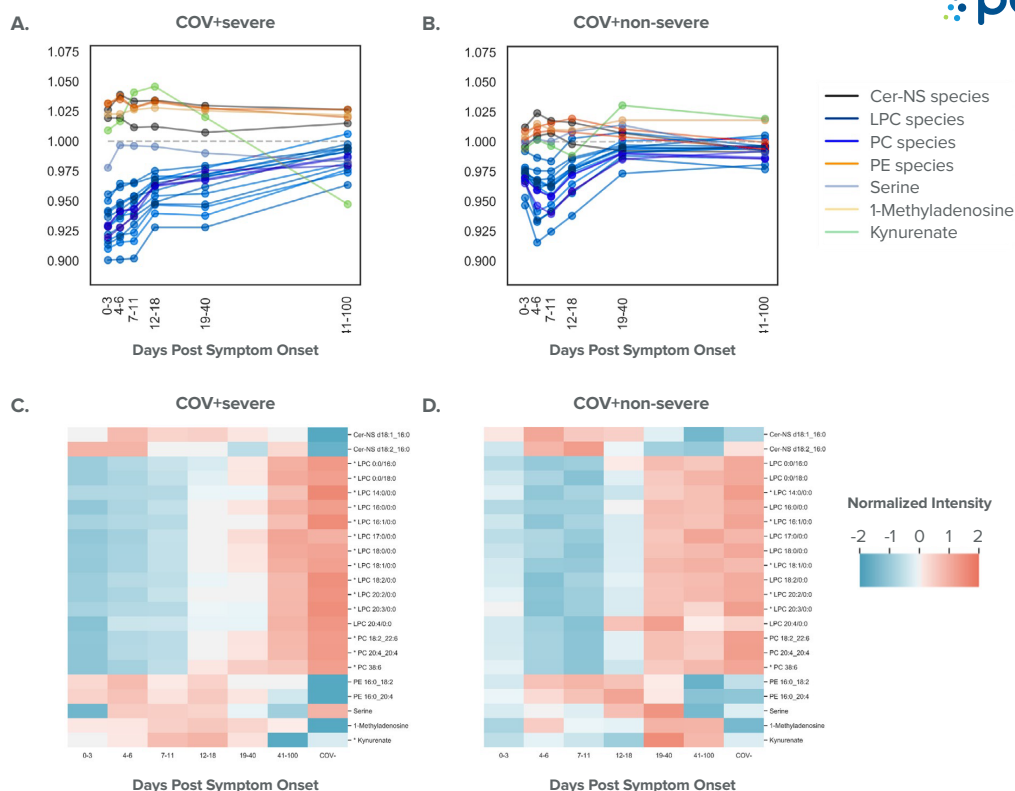 A.
COV+severe
1.075
1.050
1.025
1.000
0.975
0.950
0.925
0.900
0-3
4-6
7-11
12-18
19-40
Days Post Symptom Onset
B.
COV+non-severe
1.075
1.050
1.025
1.000
0.975
0.950
0.925
0.900
0-3
4-6
7-11
12-18
19-40
Days Post Symptom Onset
Cer-NS species
LPC species
PC species
PE species
Serine
1-Methyladenosine
Kynurenate
C.
COV+severe
Cer-NS d18:1_16:0
Cer-NS d18:2_16:0
* LPC 0:0/16:0
* LPC 0:0/18:0
* LPC 14:0/0:0
* LPC 16:0/0:0
* LPC 16:1/0:0
* LPC 17:0/0:0
* LPC 18:0/0:0
* LPC 18:1/0:0
* LPC 18:2/0:0
* LPC 20:2/0:0
* LPC 20:3/0:0
LPC 20:4/0:0
* PC 18:2_22:6
* PC 20:4_20:4
* PC 38:6
PE 16:0_18:2
PE 16:0_20:4
Serine
1-Methyladenosine
* Kynurenate
0-3 4-6 7-11 12-18 19-40 41-100 COV-
Days Post Symptom Onset
D.
COV+non-severe
Cer-NS d18:1_16:0
Cer-NS d18:2_16:0
LPC 0:0/16:0
LPC 0:0/18:0
* LPC 14:0/0:0
LPC 16:0/0:0
* LPC 16:1/0:0
LPC 17:0/0:0
LPC 18:0/0:0
* LPC 18:1/0:0
LPC 18:2/0:0
* LPC 20:2/0:0
* LPC 20:3/0:0
LPC 20:4/0:0
PC 18:2_22:6
PC 20:4_20:4
* PC 38:6
PE 16:0_18:2
PE 16:0_20:4
Serine
1-Methyladenosine
Kynurenate
0-3 4-6 7-11 12-18 19-40 41-100 COV-
Days Post Symptom Onset
Normalized Intensity
-2 -1 0 1 2